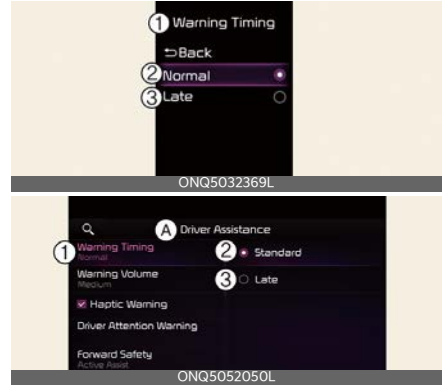 ① Warning Timing
⮌Back
② Normal
③ Late
ONQ5032369L
Ⓐ Driver Assistance
① Warning Timing
Normal
② Standard
Warning Volume
Medium
③ Late
Haptic Warning
Driver Attention Warning
Forward Safety
Active Assist
ONQ5052050L